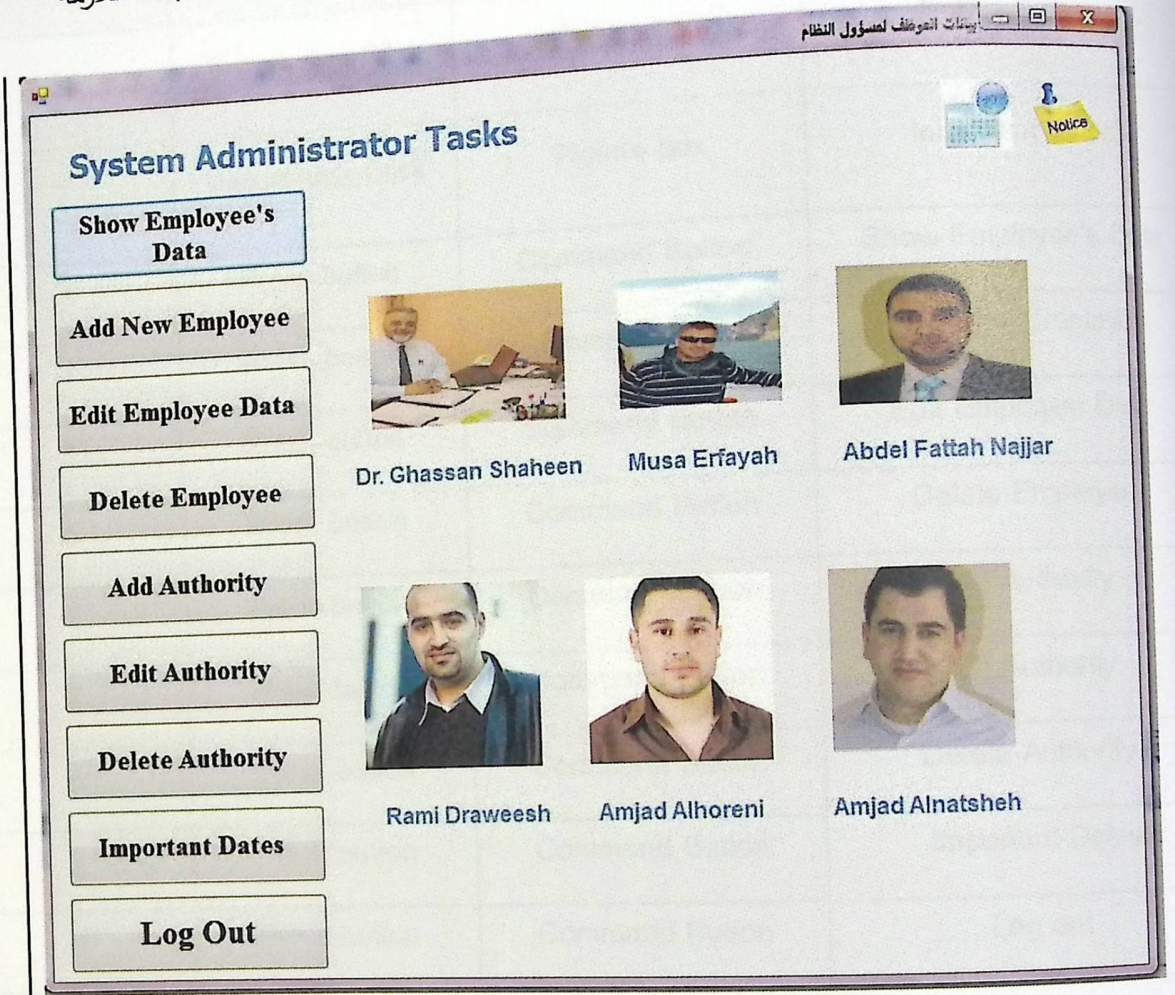 بيانات الموظف لمسؤول النظام
System Administrator Tasks
Notice
Show Employee's
Data
Add New Employee
Edit Employee Data
Delete Employee
Add Authority
Edit Authority
Delete Authority
Important Dates
Log Out
Dr. Ghassan Shaheen
Musa Erfayah
Abdel Fattah Najjar
Rami Draweesh
Amjad Alhoreni
Amjad Alnatsheh